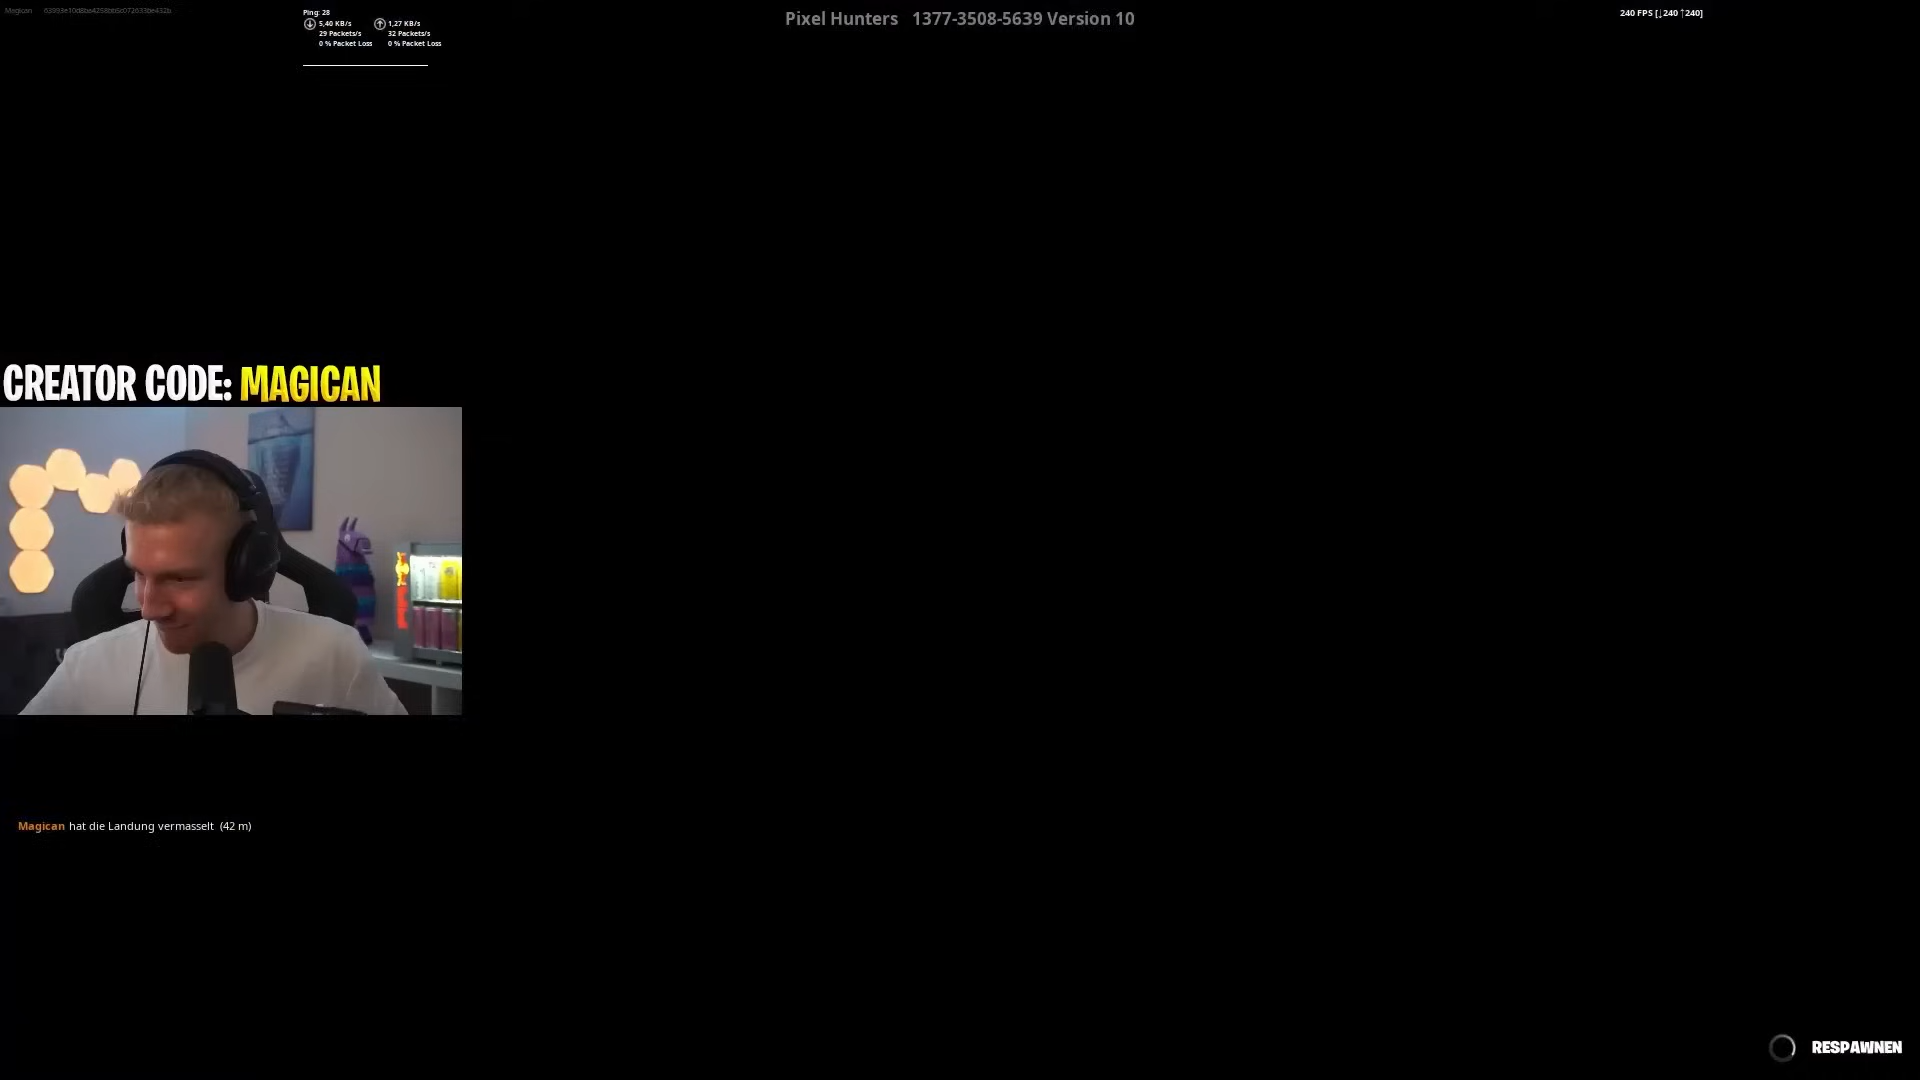 Magican
Ping: 28
5,40 KB/s 1,27 KB/s
29 Packets/s 32 Packets/s
0 % Packet Loss 0 % Packet Loss
Pixel Hunters 1377-3508-5639 Version 10
240 FPS [↓240 ↑240]
CREATOR CODE: MAGICAN
Magican hat die Landung vermasselt (42 m)
RESPAWNEN